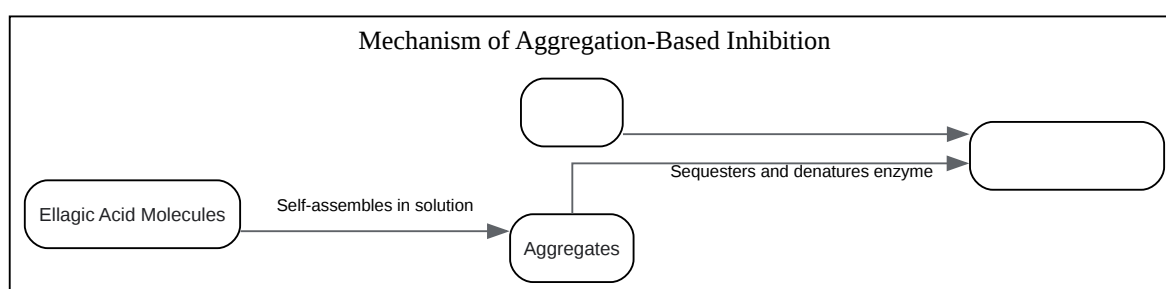 Mechanism of Aggregation-Based Inhibition
Sequesters and denatures enzyme
Self-assembles in solution
Ellagic Acid Molecules
Aggregates